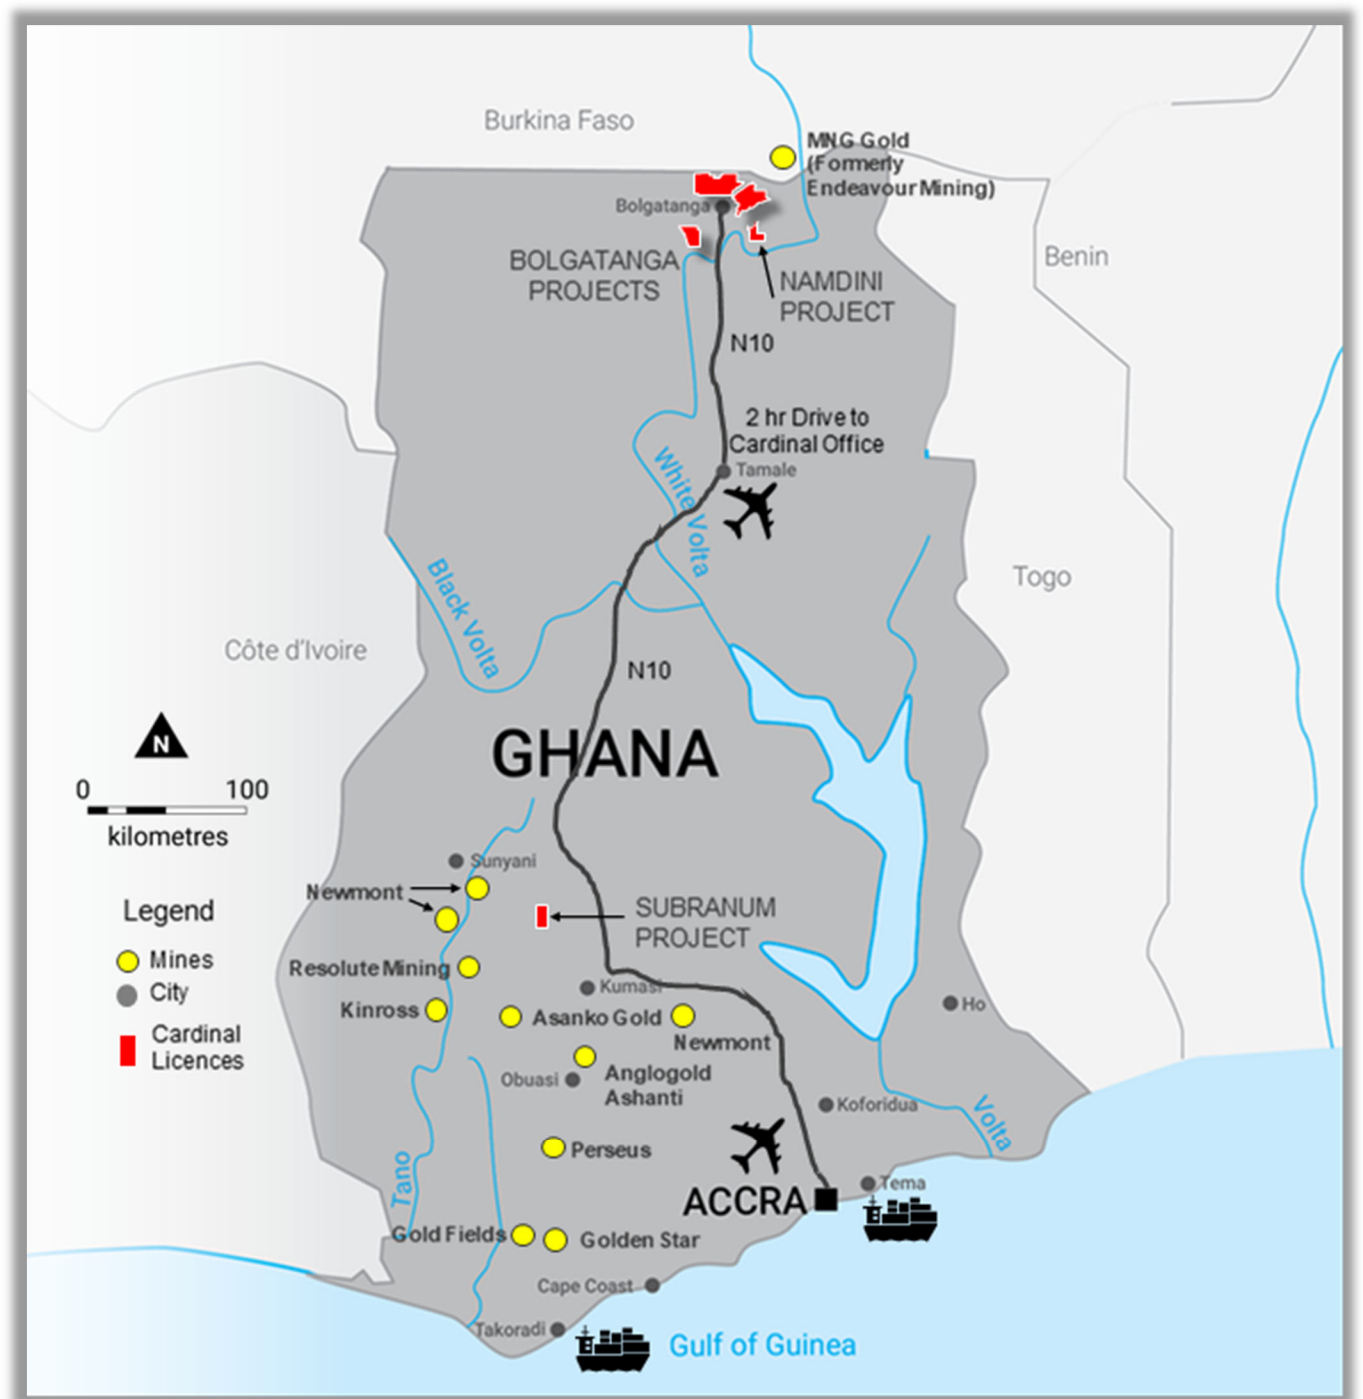 Burkina Faso
MNG Gold
(Formerly
Endeavour Mining)
Bolgatanga
BOLGATANGA
PROJECTS
NAMDINI
PROJECT
Benin
N10
2 hr Drive to
Cardinal Office
Tamale
White Volta
Black Volta
Togo
Côte d'Ivoire
N10
GHANA
N
0 100
kilometres
Sunyani
Newmont
SUBRANUM
PROJECT
Legend
Mines
City
Cardinal
Licences
Resolute Mining
Kinross
Kumasi
Asanko Gold
Newmont
Ho
Obuasi
Anglogold
Ashanti
Koforidua
Volta
Perseus
Tano
ACCRA
Tema
Gold Fields
Golden Star
Cape Coast
Takoradi
Gulf of Guinea